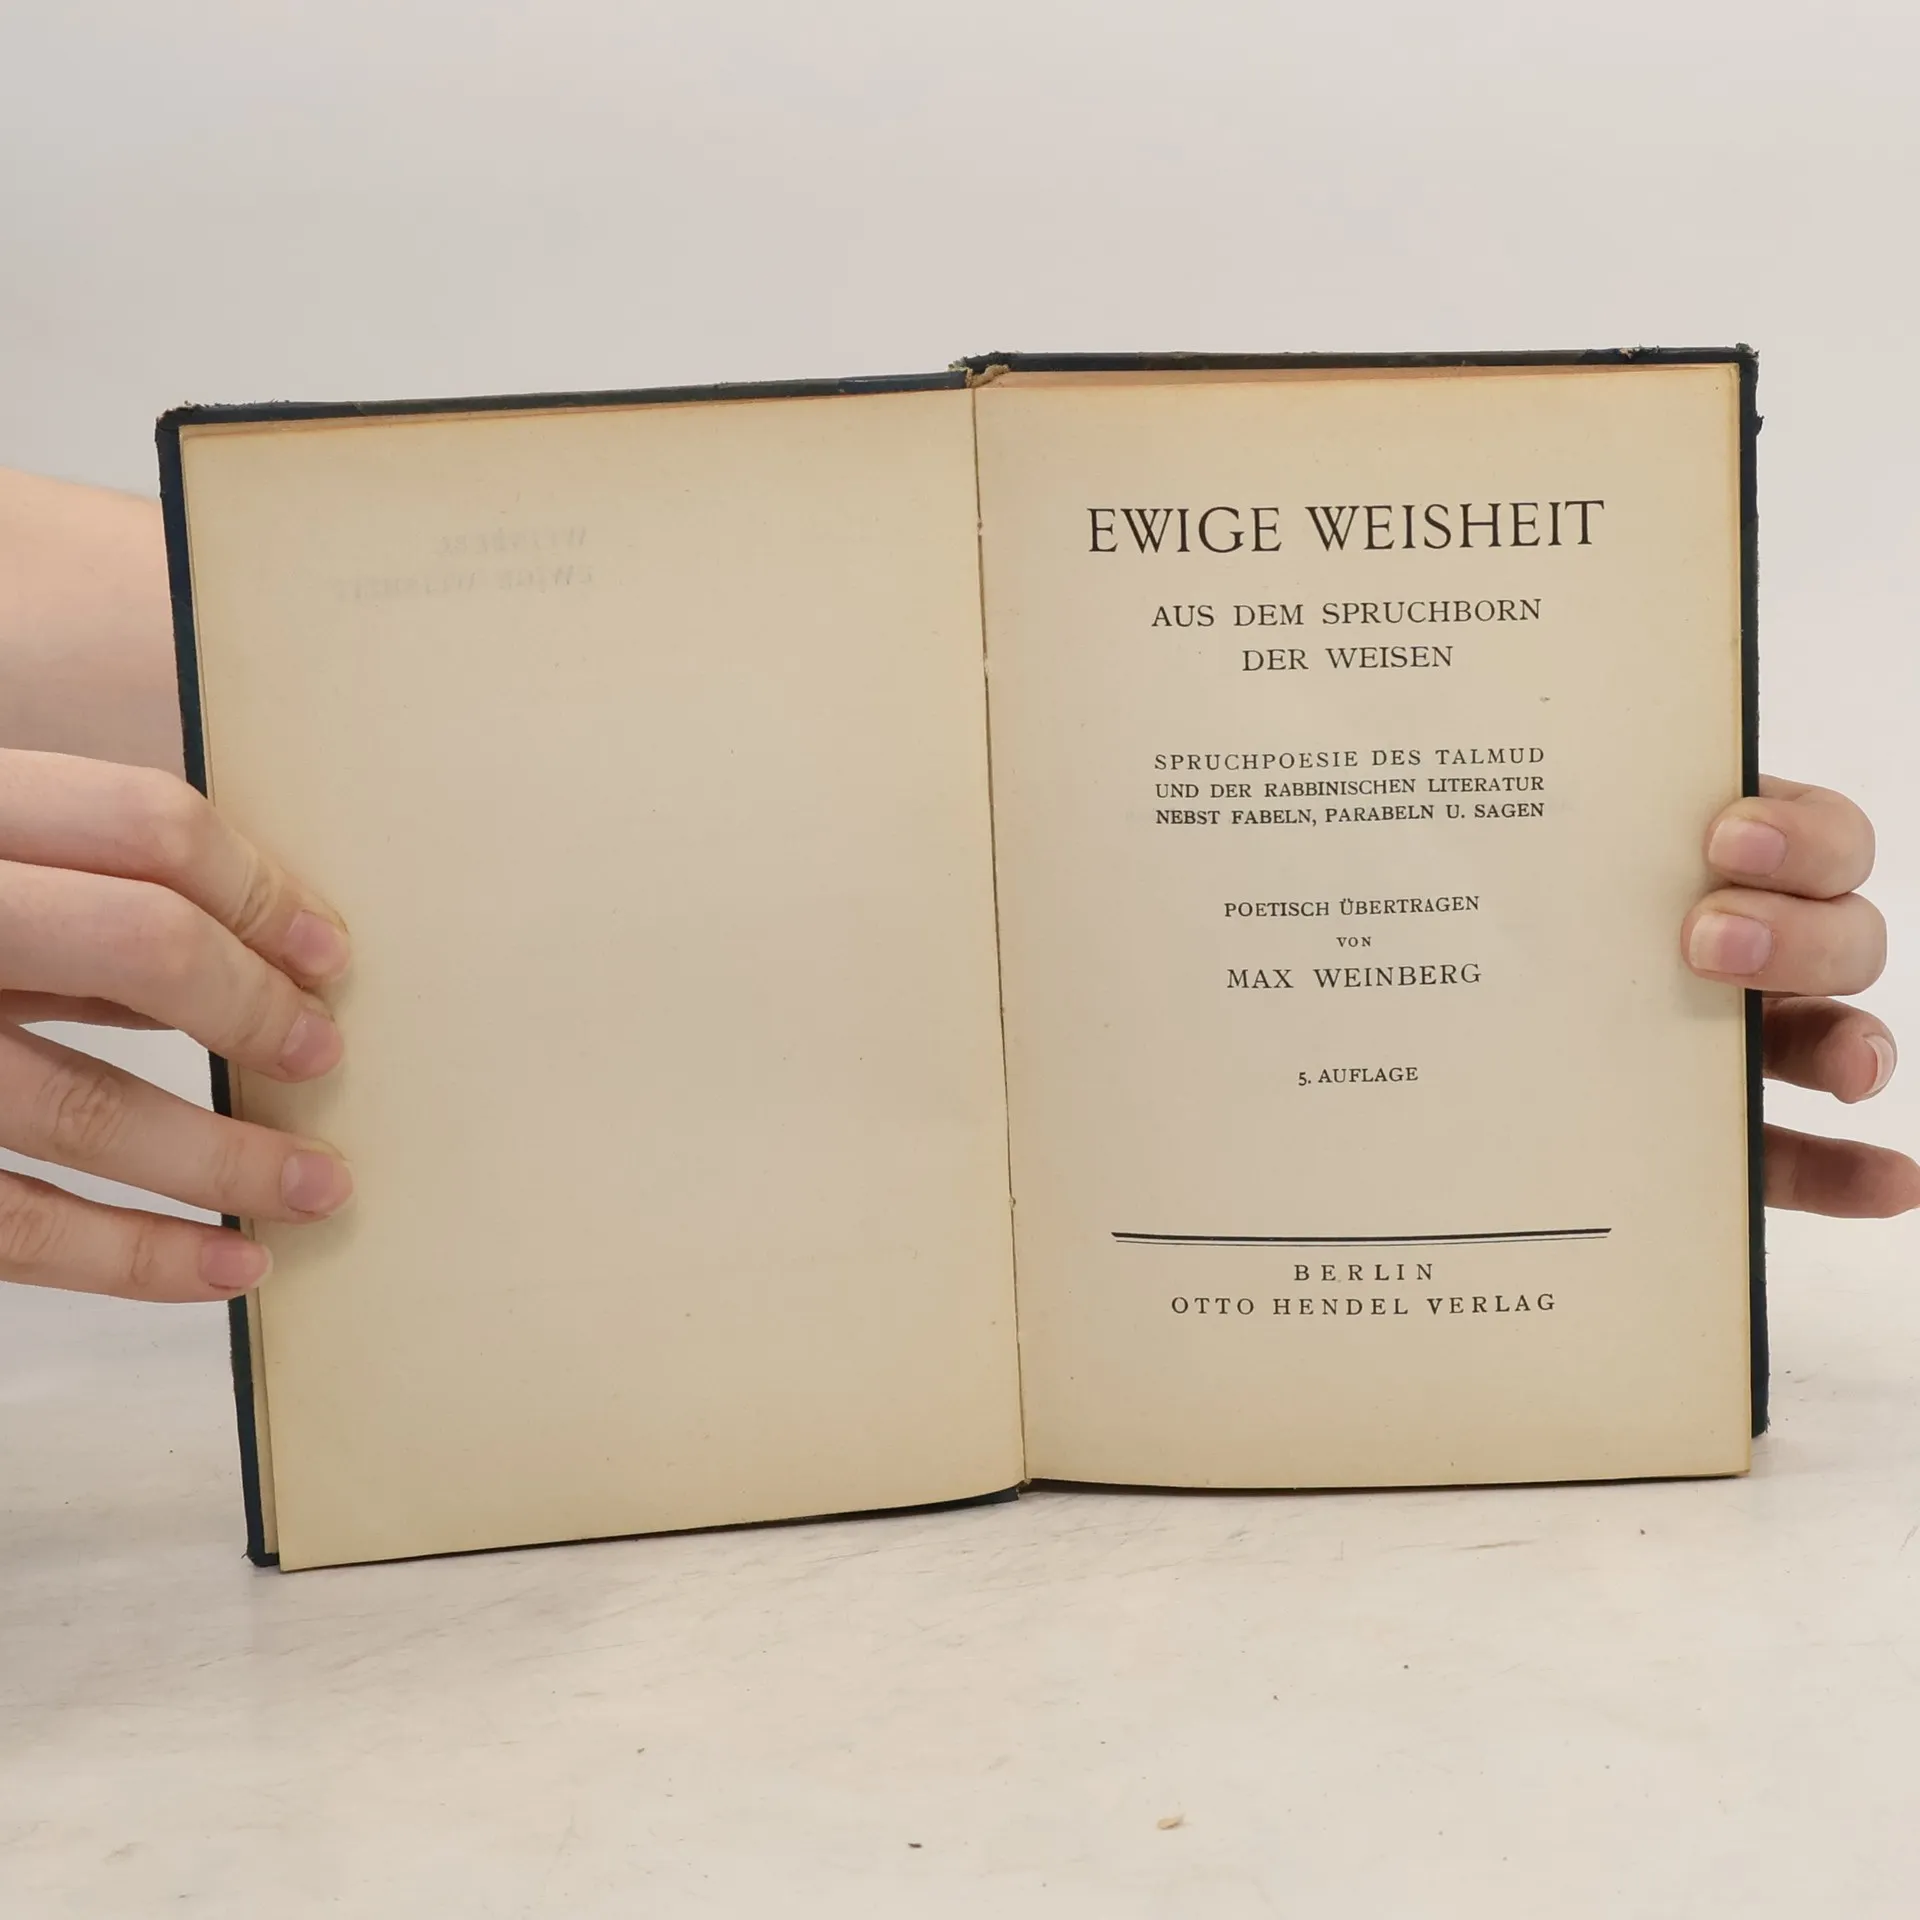 EWIGE WEISHEIT
AUS DEM SPRUCHBORN
DER WEISEN
SPRUCHPOESIE DES TALMUD
UND DER RABBINISCHEN LITERATUR
NEBST FABELN, PARABELN U. SAGEN
POETISCH ÜBERTRAGEN
VON
MAX WEINBERG
5. AUFLAGE
BERLIN
OTTO HENDEL VERLAG